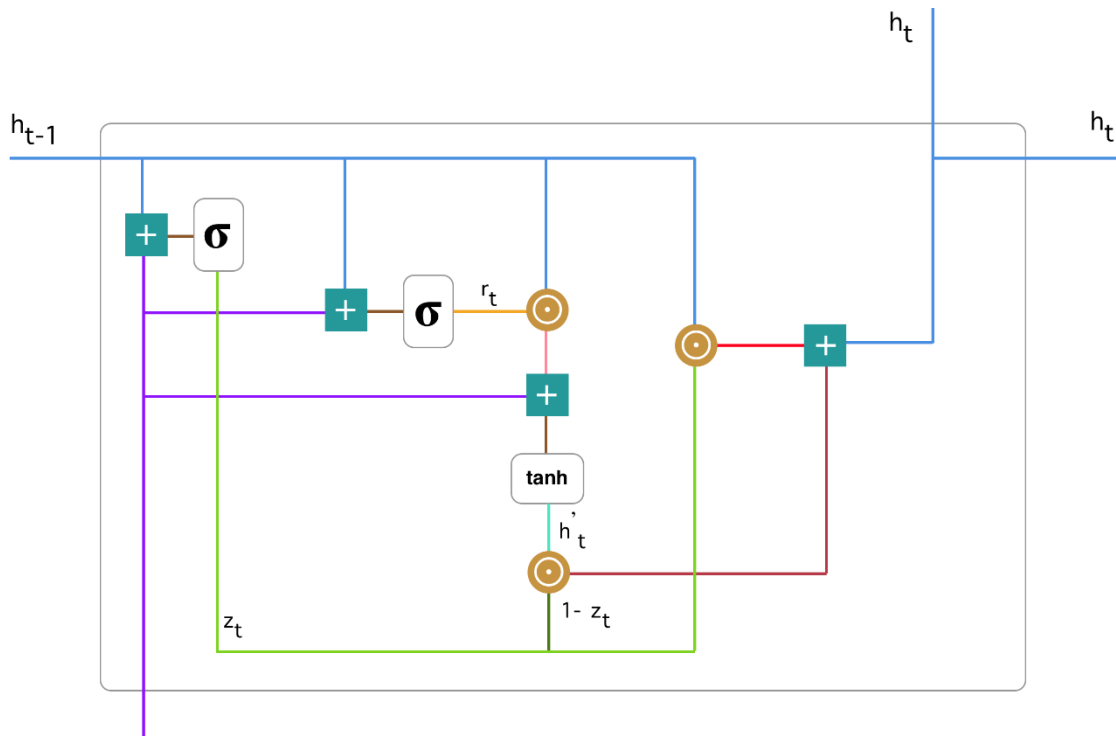 h_t
h_{t-1}
h_t
+
σ
+
σ
r_t
+
+
tanh
h'_t
1- z_t
z_t